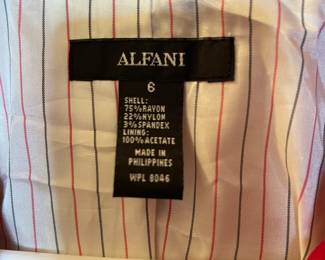 ALFANI
6
SHELL:
75%RAYON
22%NYLON
3%SPANDEX
LINING:
100%ACETATE
MADE IN
PHILIPPINES
WPL 8046